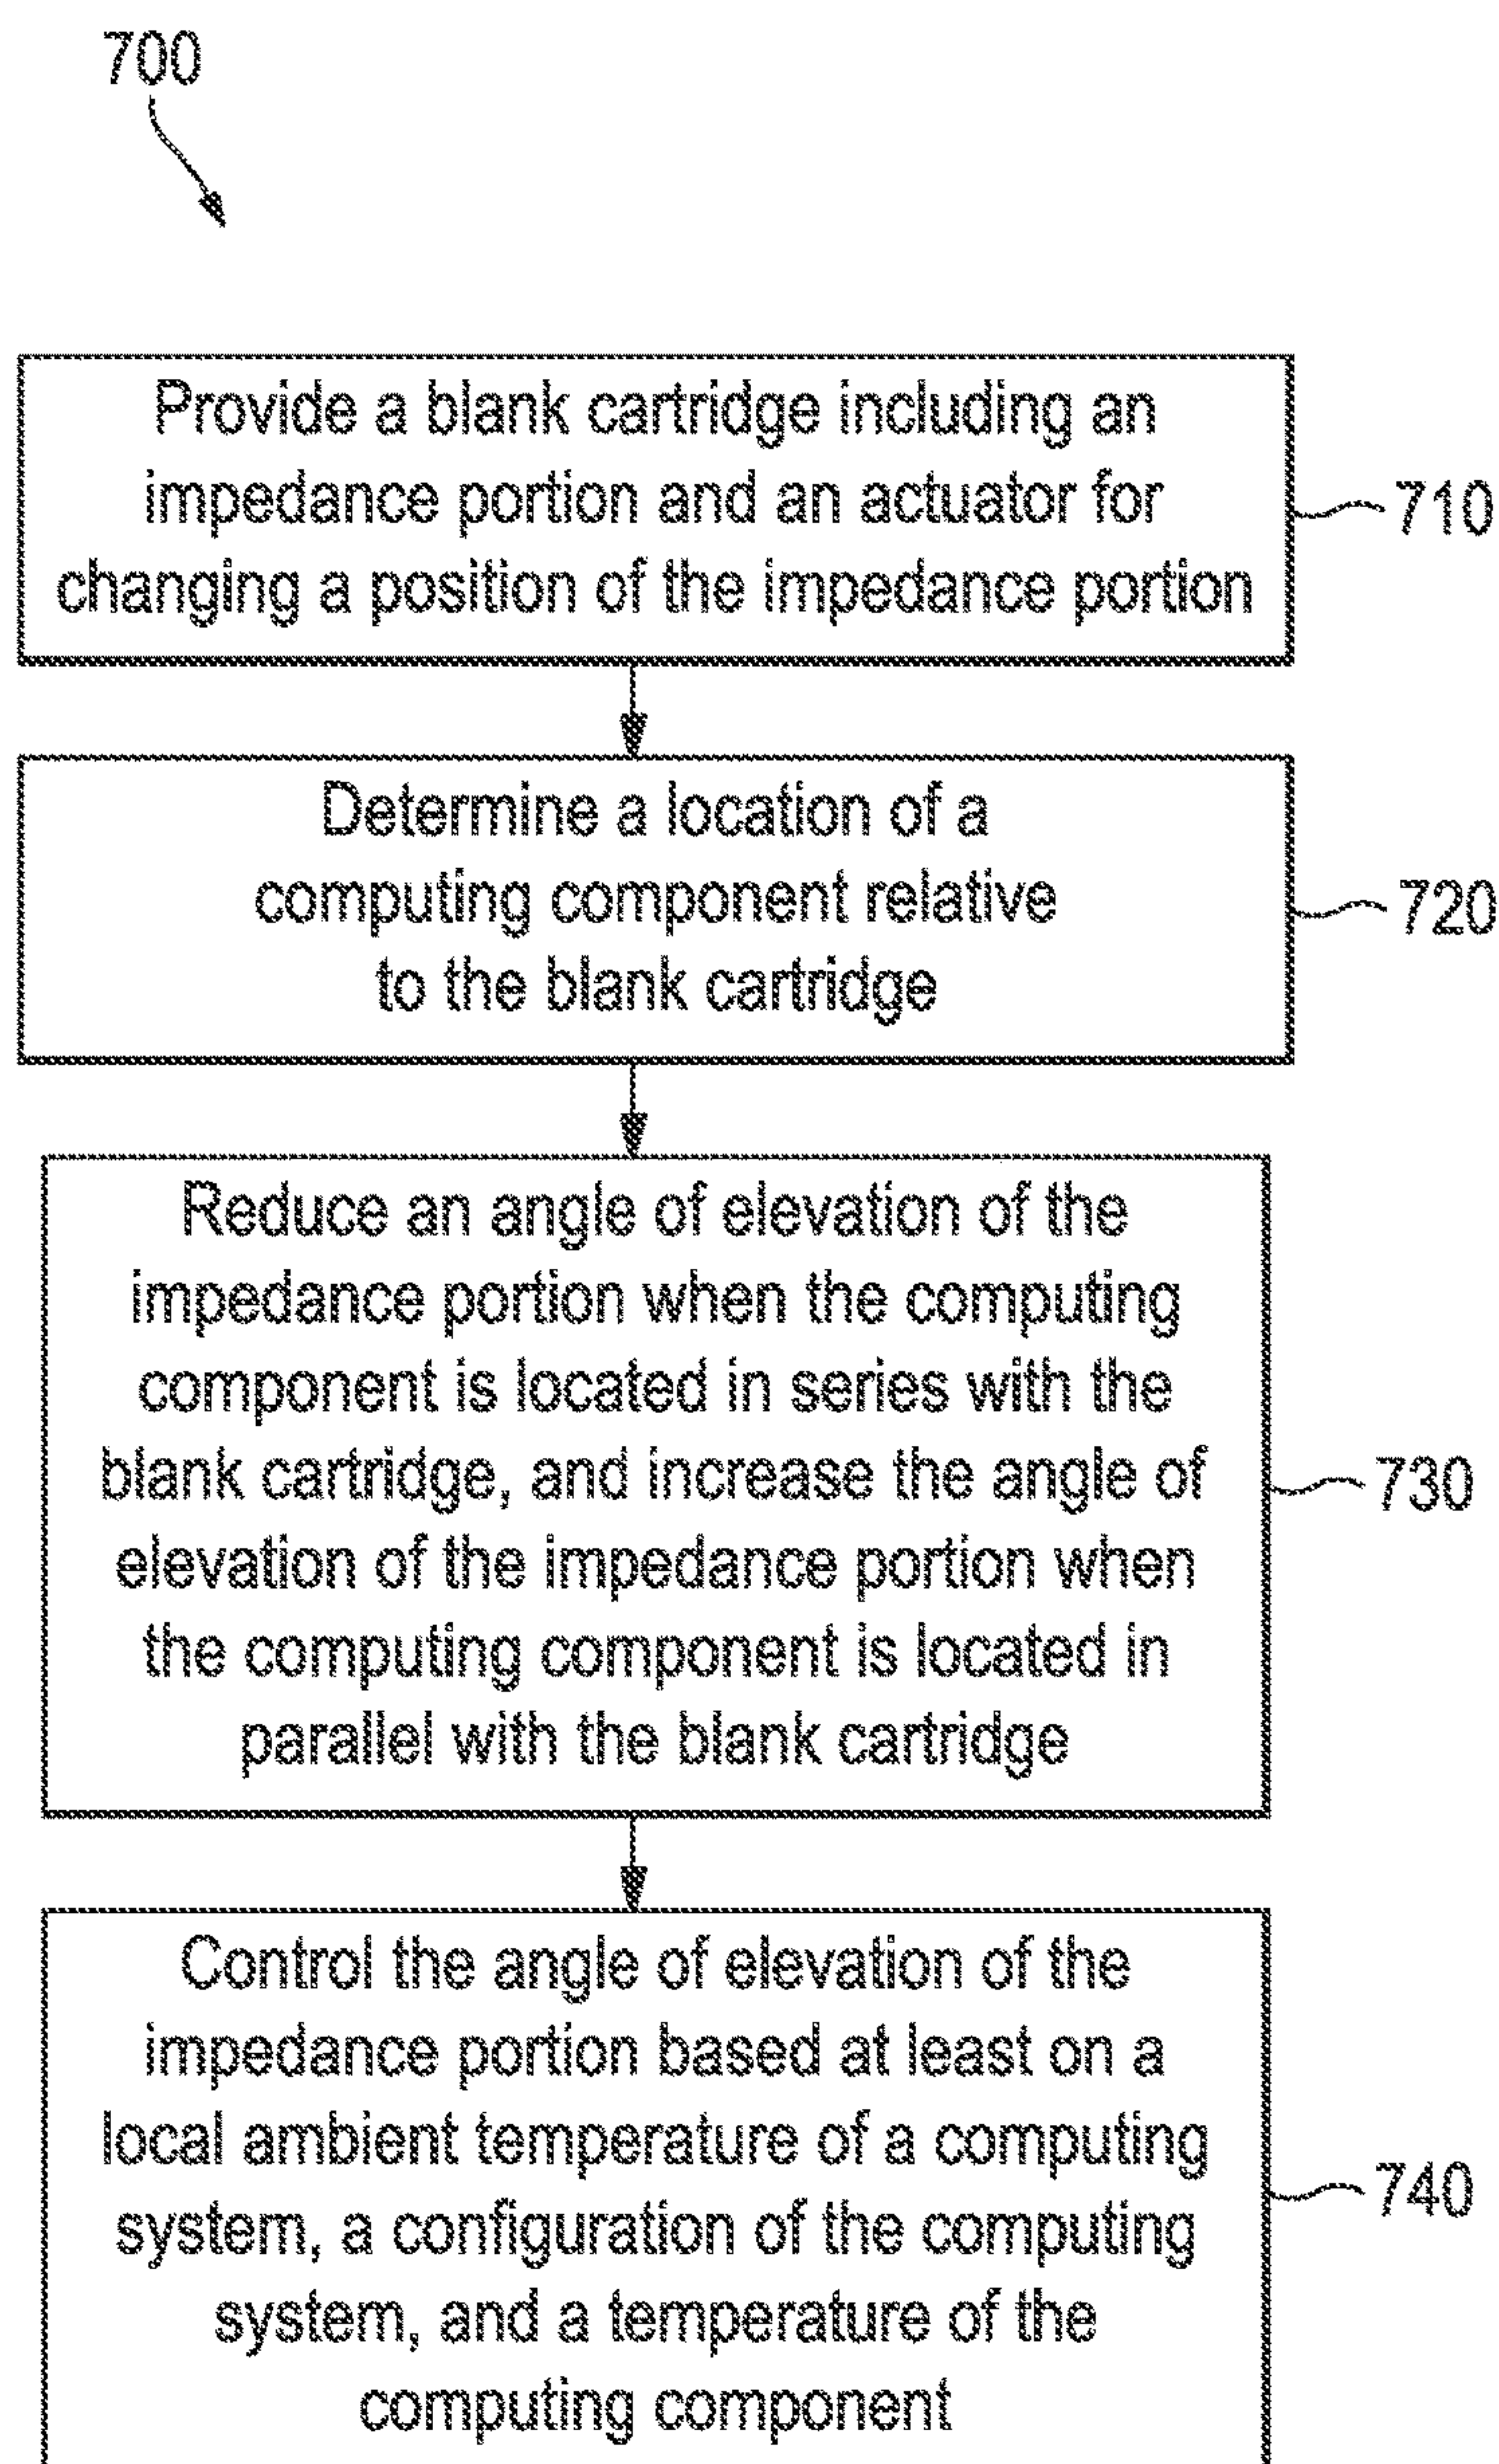 700
Provide a blank cartridge including an
impedance portion and an actuator for
changing a position of the impedance portion
710
Determine a location of a
computing component relative
to the blank cartridge
720
Reduce an angle of elevation of the
impedance portion when the computing
component is located in series with the
blank cartridge, and increase the angle of
elevation of the impedance portion when
the computing component is located in
parallel with the blank cartridge
730
Control the angle of elevation of the
impedance portion based at least on a
local ambient temperature of a computing
system, a configuration of the computing
system, and a temperature of the
computing component
740